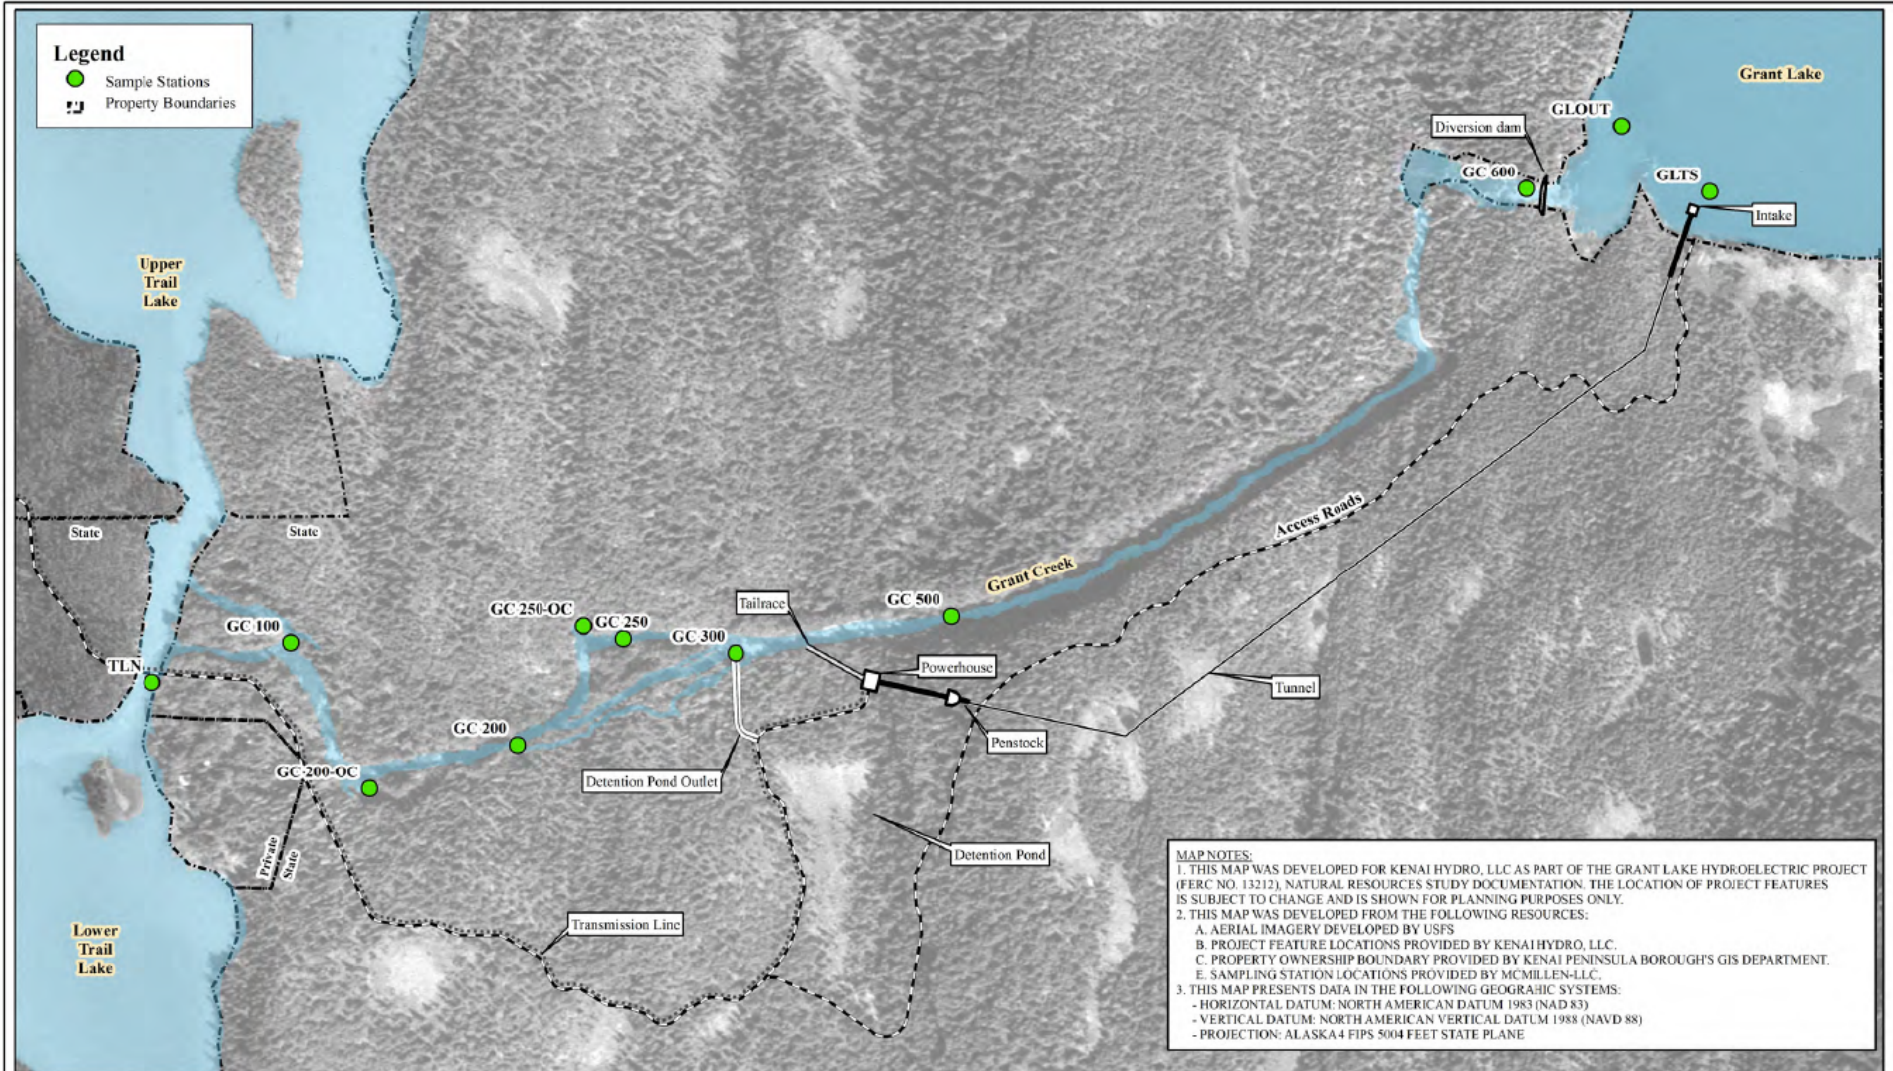 Legend
Sample Stations
Property Boundaries
Grant Lake
GLOUT
Diversion dam
GC 600
GLTS
Intake
Upper
Trail
Lake
State
State
Access Roads
Grant Creek
GC 500
Tailrace
GC 250-OC
GC 250
GC 300
GC 100
TLN
Powerhouse
Tunnel
GC 200
Penstock
GC 200-OC
Detention Pond Outlet
Detention Pond
Private
State
Transmission Line
Lower
Trail
Lake
MAP NOTES:
1. THIS MAP WAS DEVELOPED FOR KENAI HYDRO, LLC AS PART OF THE GRANT LAKE HYDROELECTRIC PROJECT
(FERC NO. 13212), NATURAL RESOURCES STUDY DOCUMENTATION. THE LOCATION OF PROJECT FEATURES
IS SUBJECT TO CHANGE AND IS SHOWN FOR PLANNING PURPOSES ONLY.
2. THIS MAP WAS DEVELOPED FROM THE FOLLOWING RESOURCES:
A. AERIAL IMAGERY DEVELOPED BY USFS
B. PROJECT FEATURE LOCATIONS PROVIDED BY KENAI HYDRO, LLC.
C. PROPERTY OWNERSHIP BOUNDARY PROVIDED BY KENAI PENINSULA BOROUGH'S GIS DEPARTMENT.
E. SAMPLING STATION LOCATIONS PROVIDED BY MCMILLEN-LLC.
3. THIS MAP PRESENTS DATA IN THE FOLLOWING GEOGRAHIC SYSTEMS:
- HORIZONTAL DATUM: NORTH AMERICAN DATUM 1983 (NAD 83)
- VERTICAL DATUM: NORTH AMERICAN VERTICAL DATUM 1988 (NAVD 88)
- PROJECTION: ALASKA 4 FIPS 5004 FEET STATE PLANE